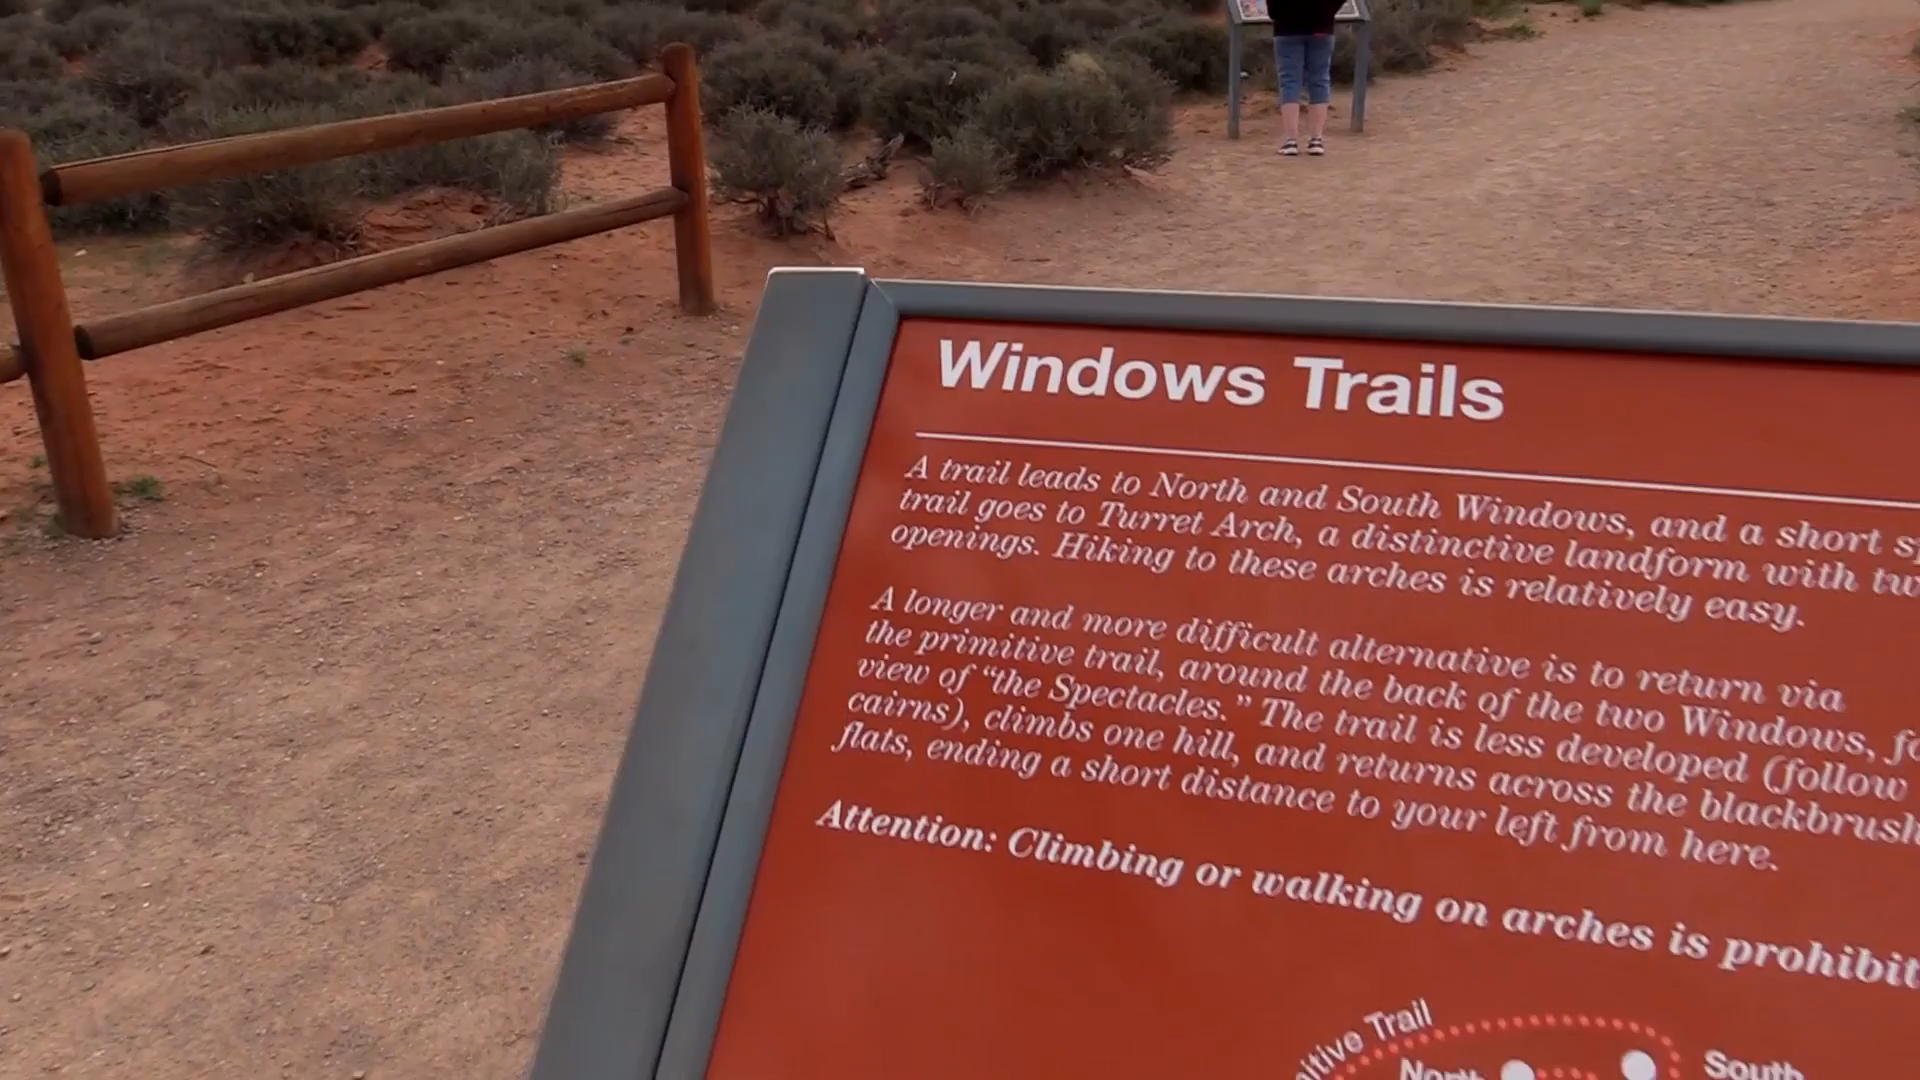 Windows Trails
A trail leads to North and South Windows, and a short
trail goes to Turret Arch, a distinctive landform with
openings. Hiking to these arches is relatively easy.
A longer and more difficult alternative is to return via
the primitive trail, around the back of the two Windows,
view of “the Spectacles.” The trail is less developed (follow
cairns), climbs one hill, and returns across the blackbrush
flats, ending a short distance to your left from here.
Attention: Climbing or walking on arches is
Trail
North
South